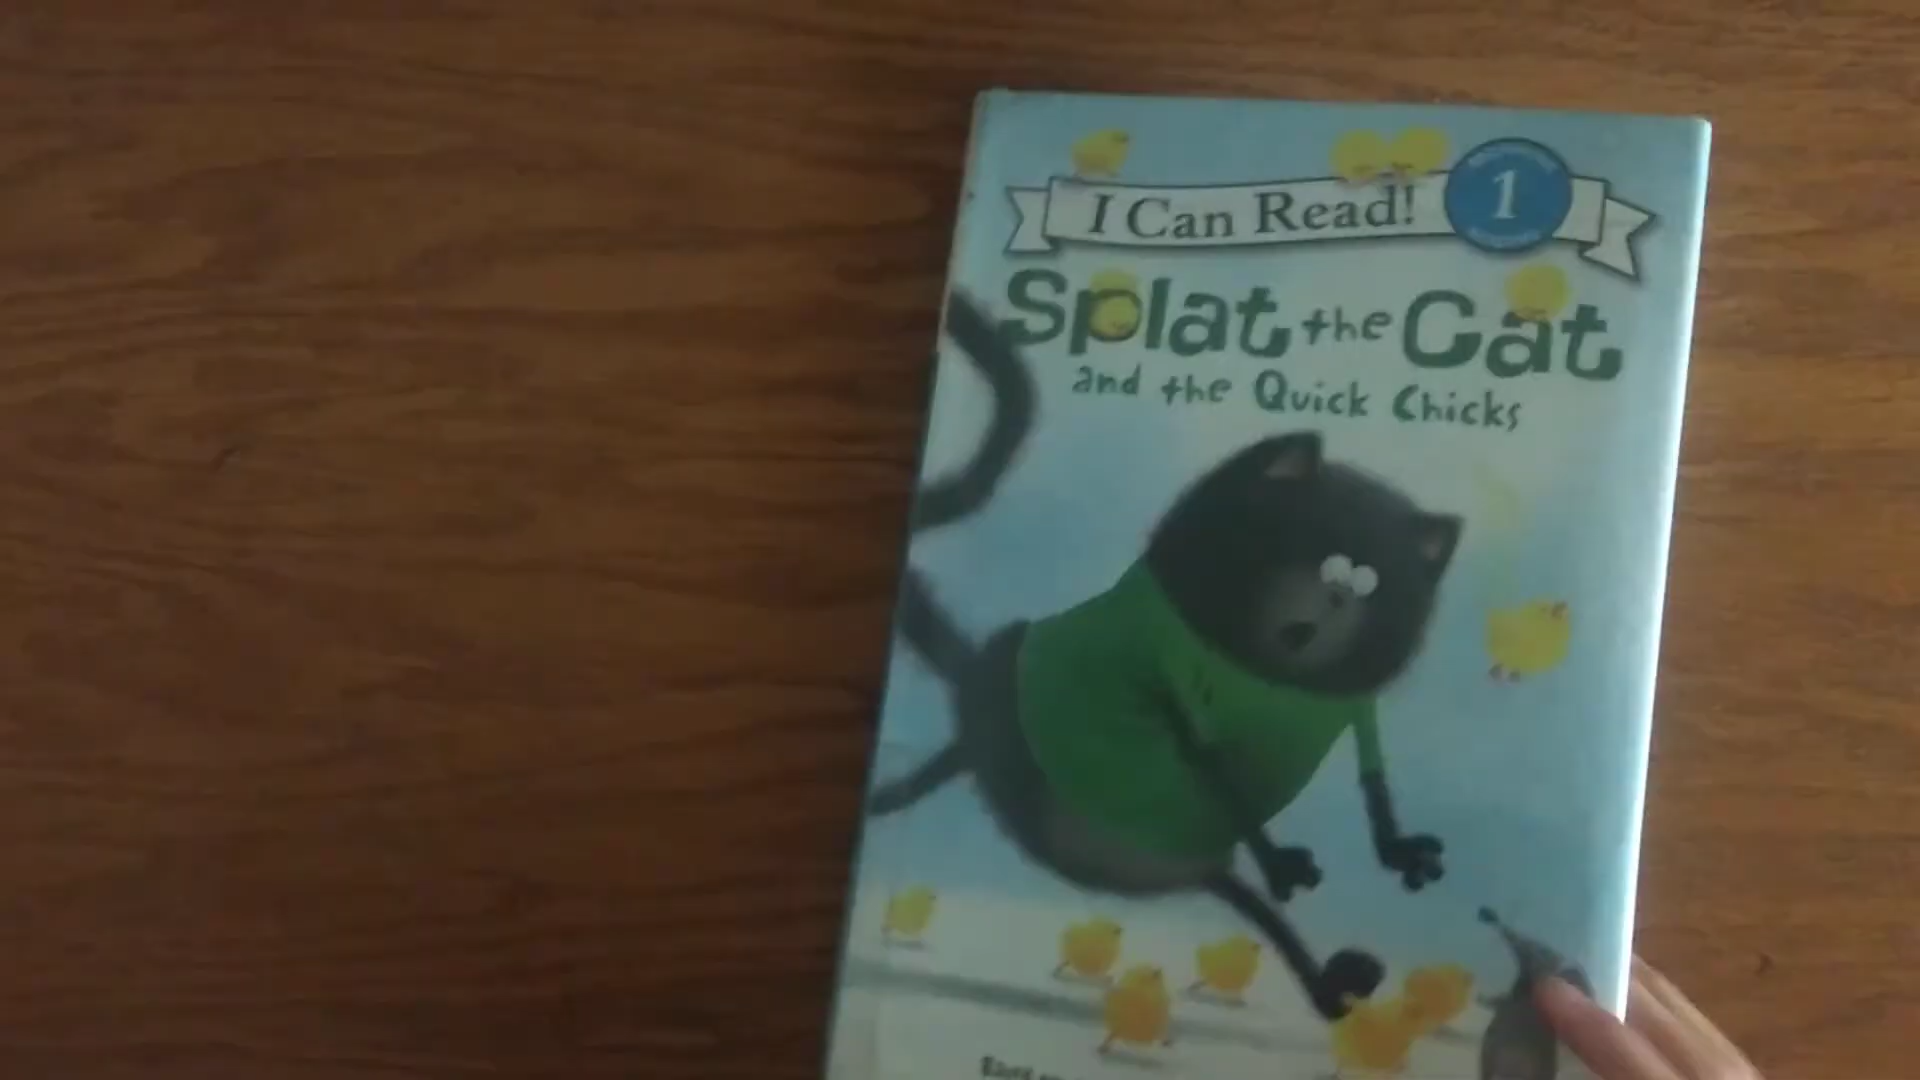 I Can Read! 1
Splat the Cat
and the Quick Chicks